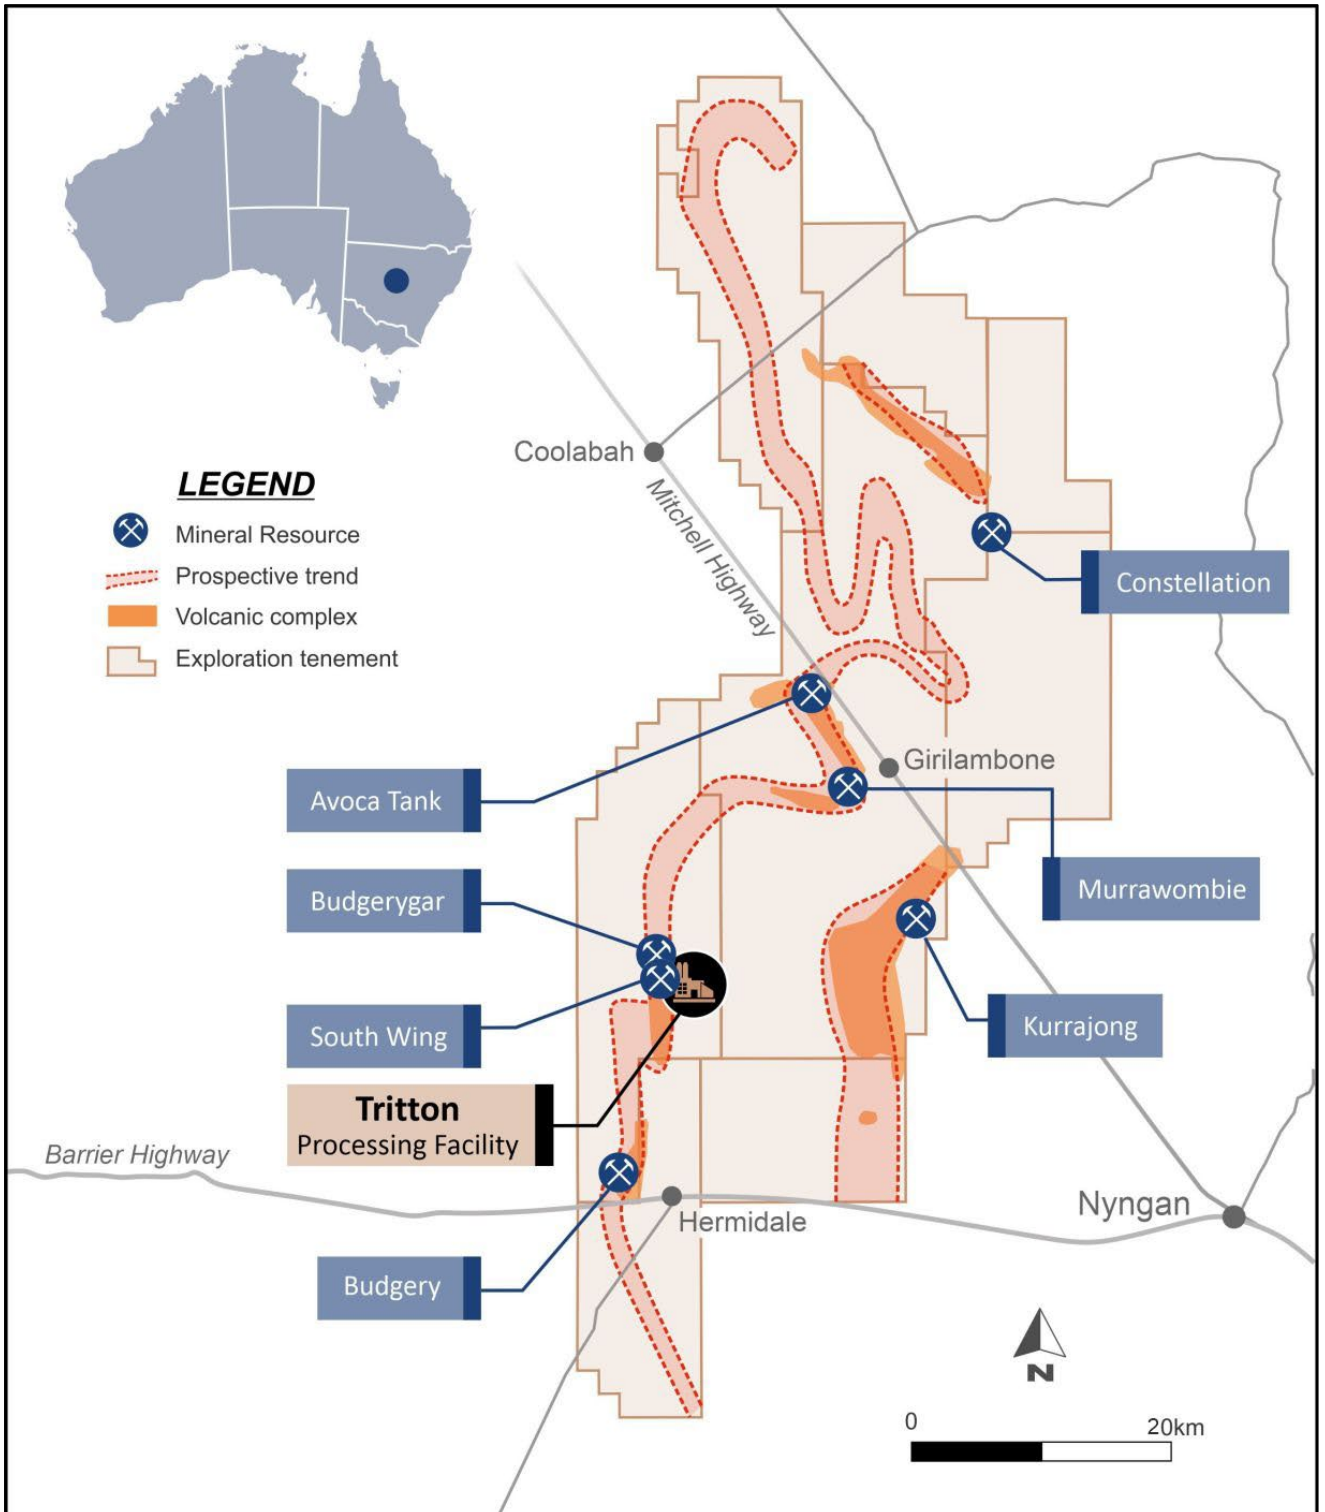 Coolabah
LEGEND
Mineral Resource
Prospective trend
Volcanic complex
Exploration tenement
Mitchell Highway
Constellation
Girilambone
Avoca Tank
Murrawombie
Budgerygar
Kurrajong
South Wing
Tritton
Processing Facility
Barrier Highway
Nyngan
Hermidale
Budgery
N
0
20km